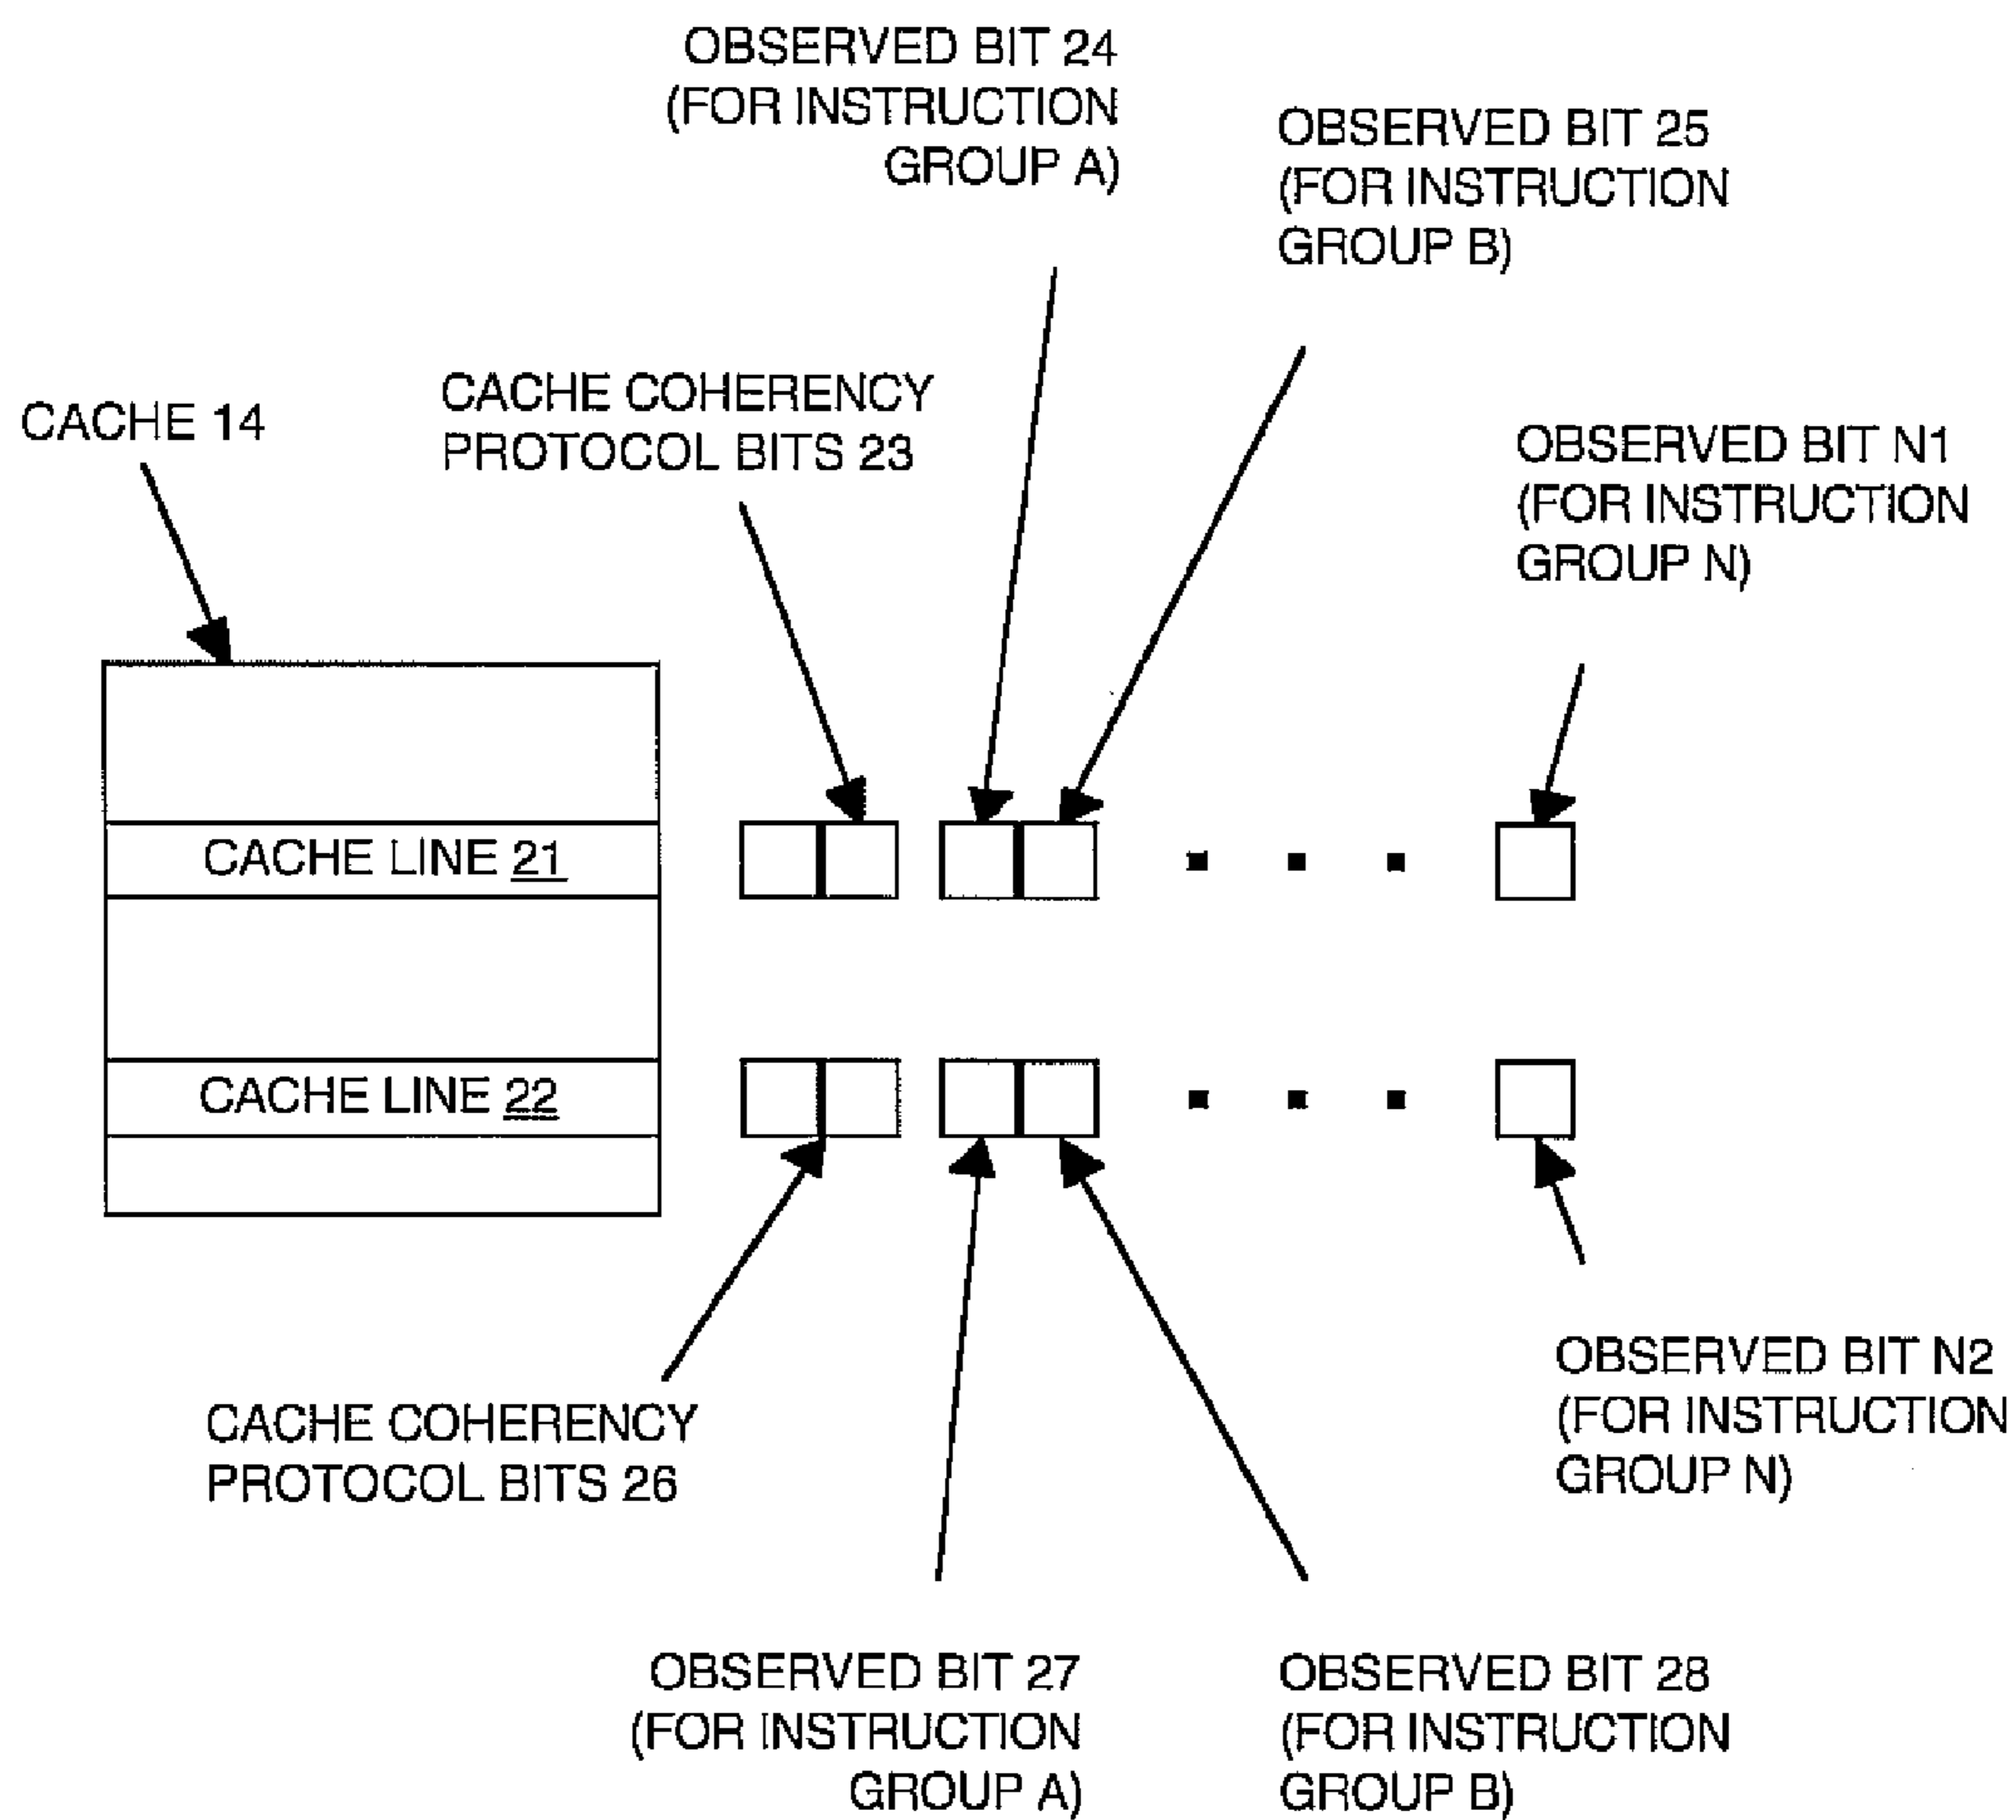 OBSERVED BIT 24
(FOR INSTRUCTION
GROUP A)
OBSERVED BIT 25
(FOR INSTRUCTION
GROUP B)
CACHE 14
CACHE COHERENCY
PROTOCOL BITS 23
OBSERVED BIT N1
(FOR INSTRUCTION
GROUP N)
CACHE LINE 21
CACHE LINE 22
CACHE COHERENCY
PROTOCOL BITS 26
OBSERVED BIT N2
(FOR INSTRUCTION
GROUP N)
OBSERVED BIT 27
(FOR INSTRUCTION
GROUP A)
OBSERVED BIT 28
(FOR INSTRUCTION
GROUP B)